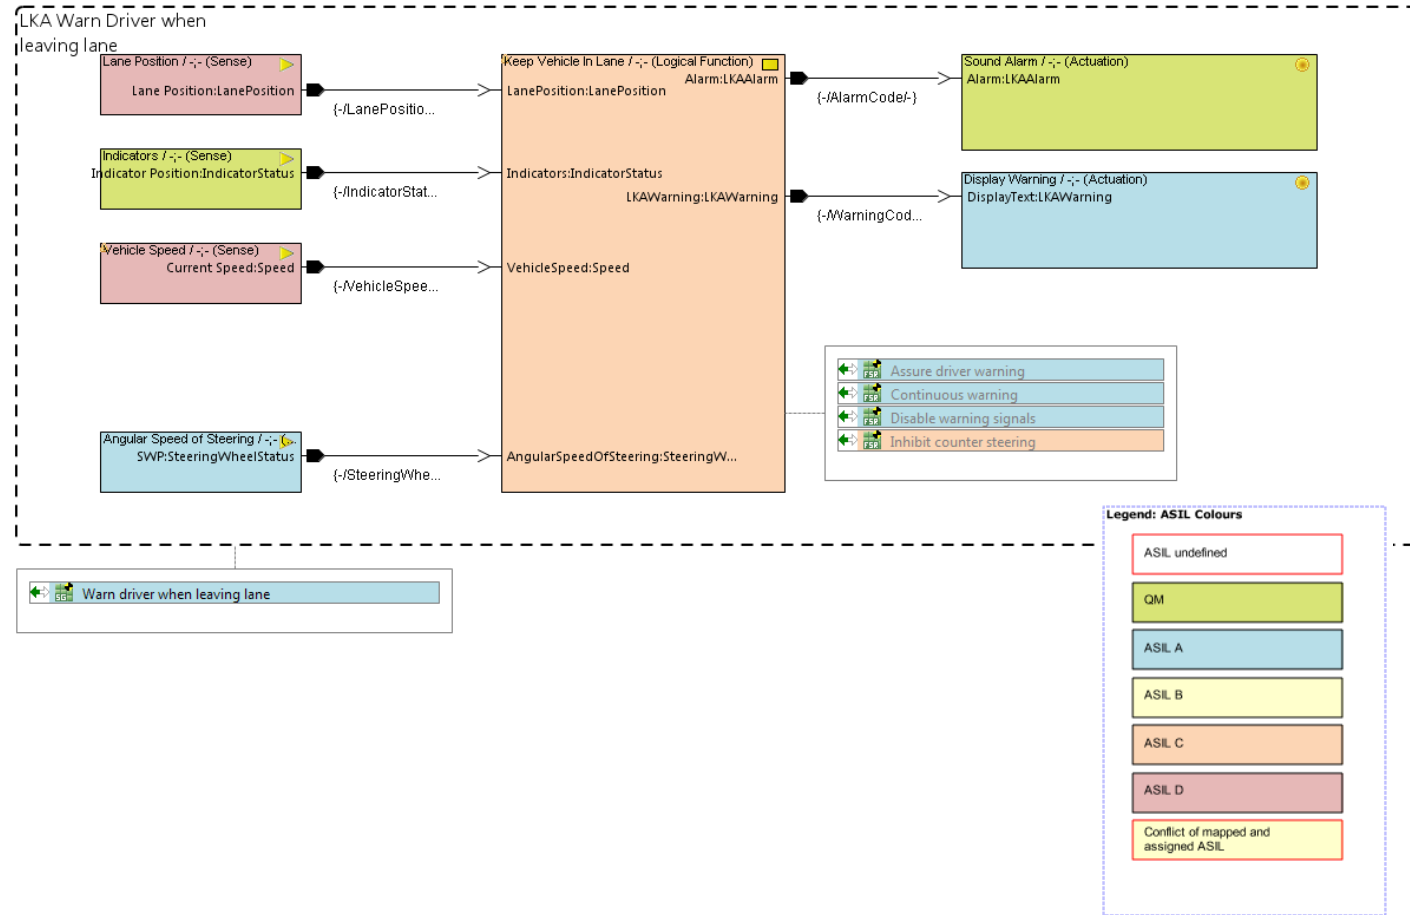 LKA Warn Driver when
leaving lane
Lane Position / -;- (Sense)
Lane Position:LanePosition
{-/LanePositio...
Indicators / -;- (Sense)
Indicator Position:IndicatorStatus
{-/IndicatorStat...
Vehicle Speed / -;- (Sense)
Current Speed:Speed
{-/VehicleSpee...
Angular Speed of Steering / -;- (...
SWP:SteeringWheelStatus
{-/SteeringWhe...
Keep Vehicle In Lane / -;- (Logical Function)
Alarm:LKAAlarm
LanePosition:LanePosition
Indicators:IndicatorStatus
LKAWarning:LKAWarning
VehicleSpeed:Speed
AngularSpeedOfSteering:SteeringW...
{-/AlarmCode/-}
{-/WarningCod...
Sound Alarm / -;- (Actuation)
Alarm:LKAAlarm
Display Warning / -;- (Actuation)
DisplayText:LKAWarning
FSR Assure driver warning
FSR Continuous warning
FSR Disable warning signals
FSR Inhibit counter steering
SG Warn driver when leaving lane
Legend: ASIL Colours
ASIL undefined
QM
ASIL A
ASIL B
ASIL C
ASIL D
Conflict of mapped and
assigned ASIL